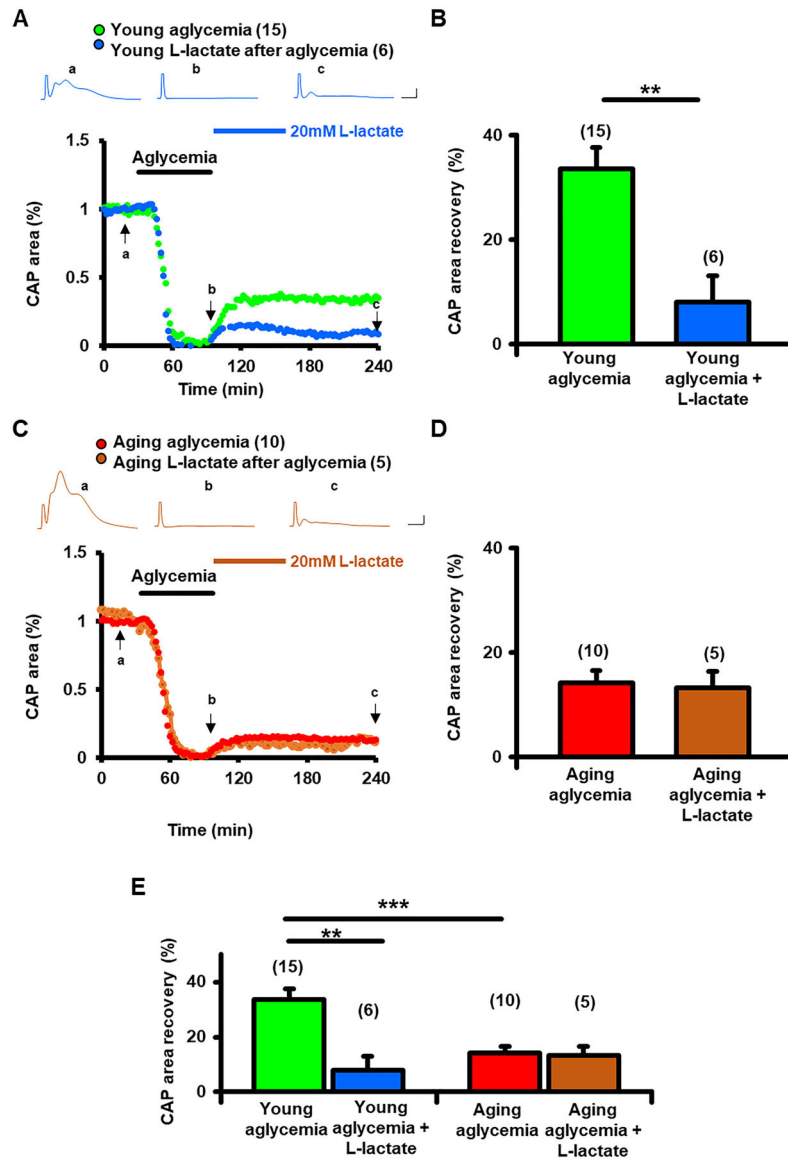 A
Young aglycemia (15)
Young L-lactate after aglycemia (6)
a
b
c
20mM L-lactate
Aglycemia
CAP area (%)
1.5
1
0.5
0
a
b
c
0 60 120 180 240
Time (min)
B
**
CAP area recovery (%)
40
20
0
(15)
(6)
Young
aglycemia
Young
aglycemia +
L-lactate
C
Aging aglycemia (10)
Aging L-lactate after aglycemia (5)
a
b
c
20mM L-lactate
Aglycemia
CAP area (%)
1.5
1
0.5
0
a
b
c
0 60 120 180 240
Time (min)
D
CAP area recovery (%)
40
20
0
(10)
(5)
Aging
aglycemia
Aging
aglycemia +
L-lactate
E
***
**
CAP area recovery (%)
40
20
0
(15)
(6)
(10)
(5)
Young
aglycemia
Young
aglycemia +
L-lactate
Aging
aglycemia
Aging
aglycemia +
L-lactate